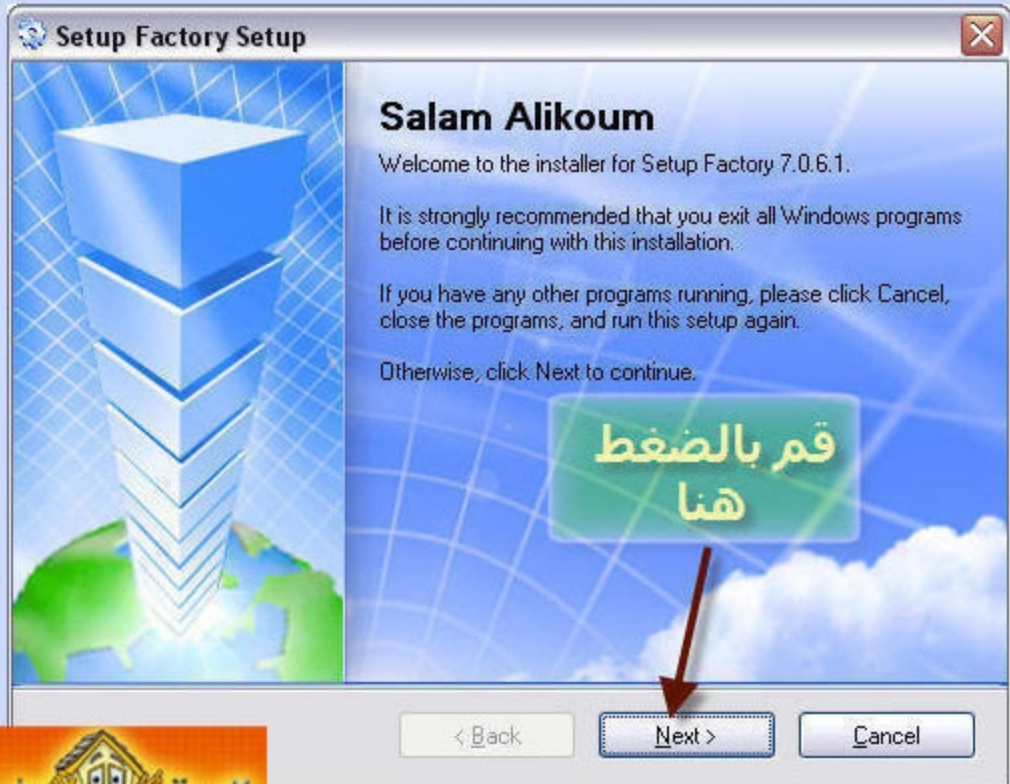 Setup Factory Setup
Salam Alikoum
Welcome to the installer for Setup Factory 7.0.6.1.
It is strongly recommended that you exit all Windows programs
before continuing with this installation.
If you have any other programs running, please click Cancel,
close the programs, and run this setup again.
Otherwise, click Next to continue.
قم بالضغط
هنا
< Back
Next >
Cancel